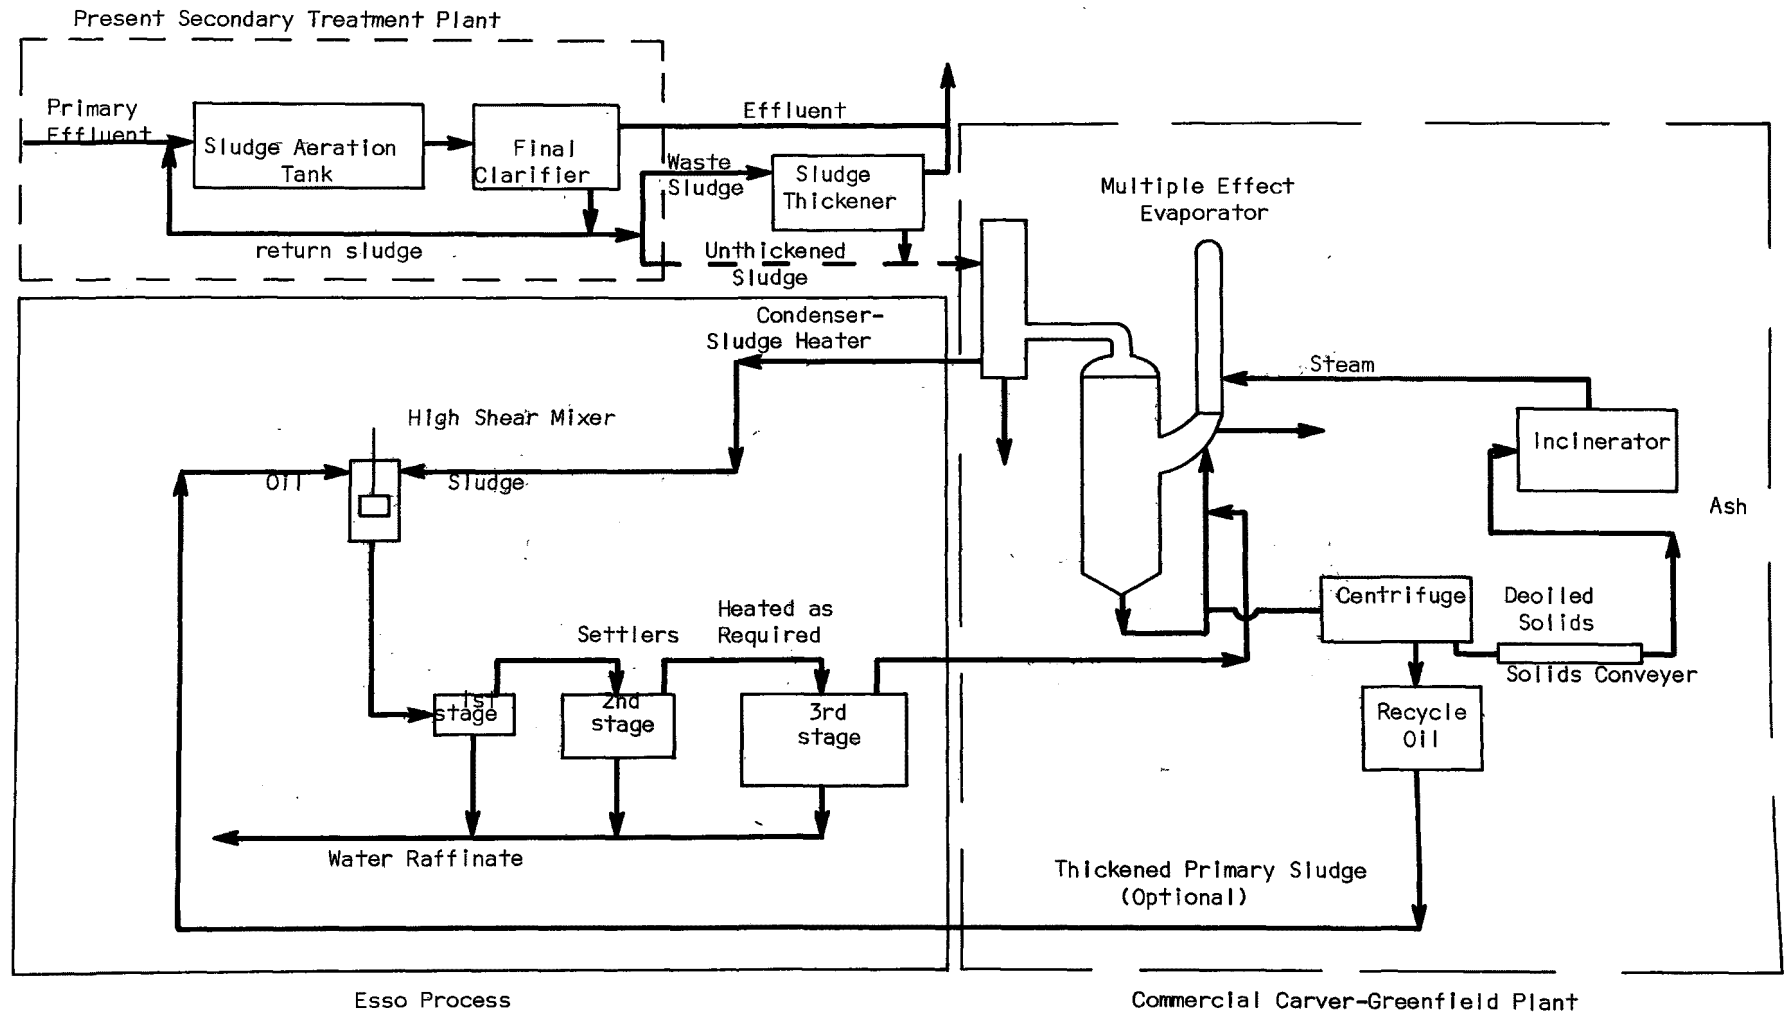 Present Secondary Treatment Plant
Primary
Effluent
Sludge Aeration
Tank
Final
Clarifier
return sludge
Effluent
Waste
Sludge
Sludge
Thickener
Unthickened
Sludge
Multiple Effect
Evaporator
Condenser-
Sludge Heater
Steam
Incinerator
Ash
High Shear Mixer
Oil
Sludge
Centrifuge
Deoiled
Solids
Solids Conveyer
Settlers
Heated as
Required
1st
stage
2nd
stage
3rd
stage
Recycle
Oil
Water Raffinate
Thickened Primary Sludge
(Optional)
Esso Process
Commercial Carver-Greenfield Plant